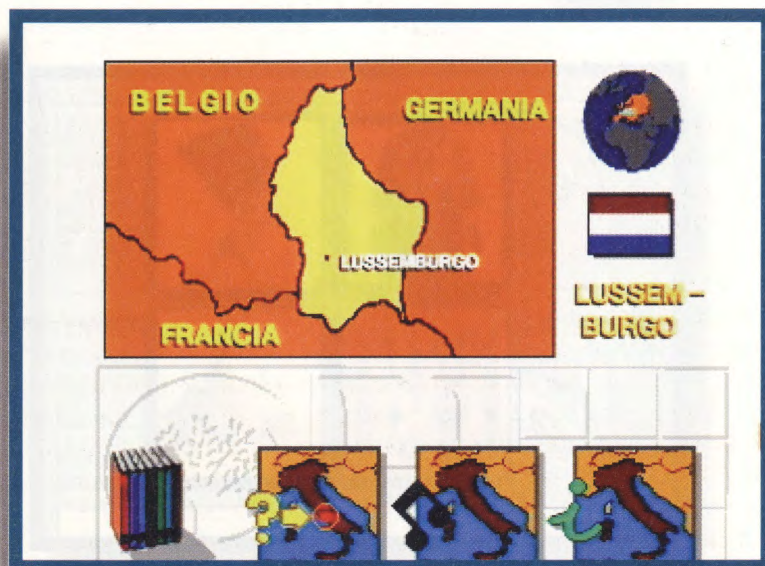 BELGIO
GERMANIA
LUSSEMBURGO
FRANCIA
LUSSEM –
BURGO
?